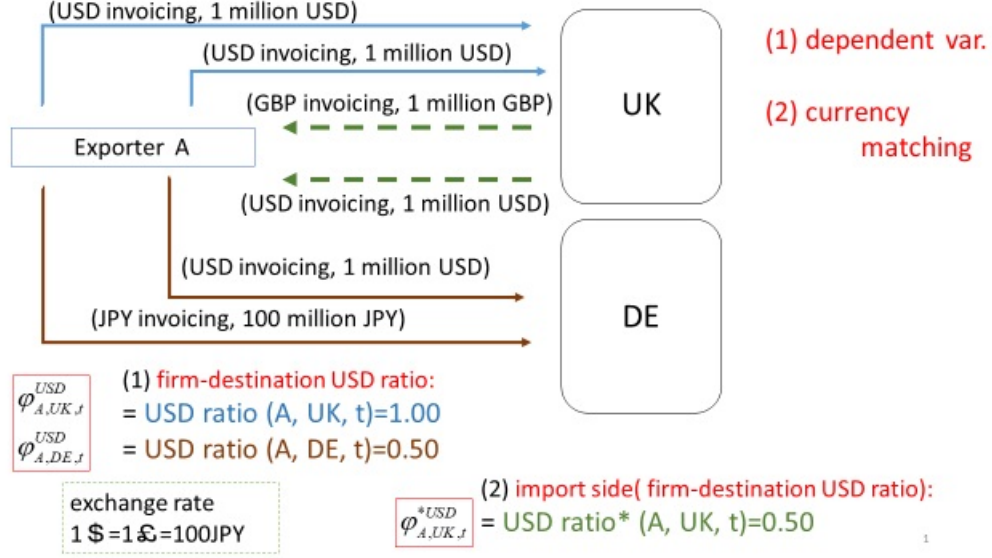 (USD invoicing, 1 million USD)
(USD invoicing, 1 million USD)
(GBP invoicing, 1 million GBP)
Exporter A
(USD invoicing, 1 million USD)
UK
(1) dependent var.
(2) currency
matching
(USD invoicing, 1 million USD)
(JPY invoicing, 100 million JPY)
DE
(1) firm-destination USD ratio:
φ^{USD}_{A,UK,t} = USD ratio (A, UK, t)=1.00
φ^{USD}_{A,DE,t} = USD ratio (A, DE, t)=0.50
exchange rate
1$=1£=100JPY
(2) import side( firm-destination USD ratio):
φ^{*USD}_{A,UK,t} = USD ratio* (A, UK, t)=0.50
1